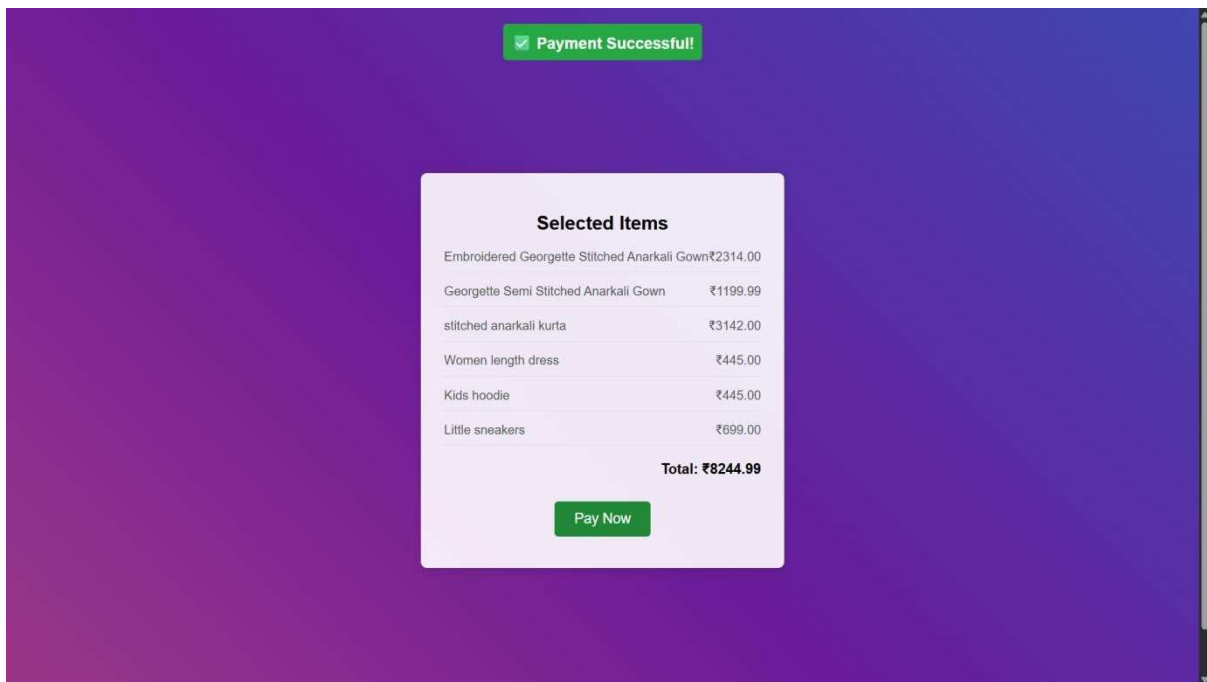 ✅ Payment Successful!
Selected Items
Embroidered Georgette Stitched Anarkali Gown₹2314.00
Georgette Semi Stitched Anarkali Gown ₹1199.99
stitched anarkali kurta ₹3142.00
Women length dress ₹445.00
Kids hoodie ₹445.00
Little sneakers ₹699.00
Total: ₹8244.99
Pay Now